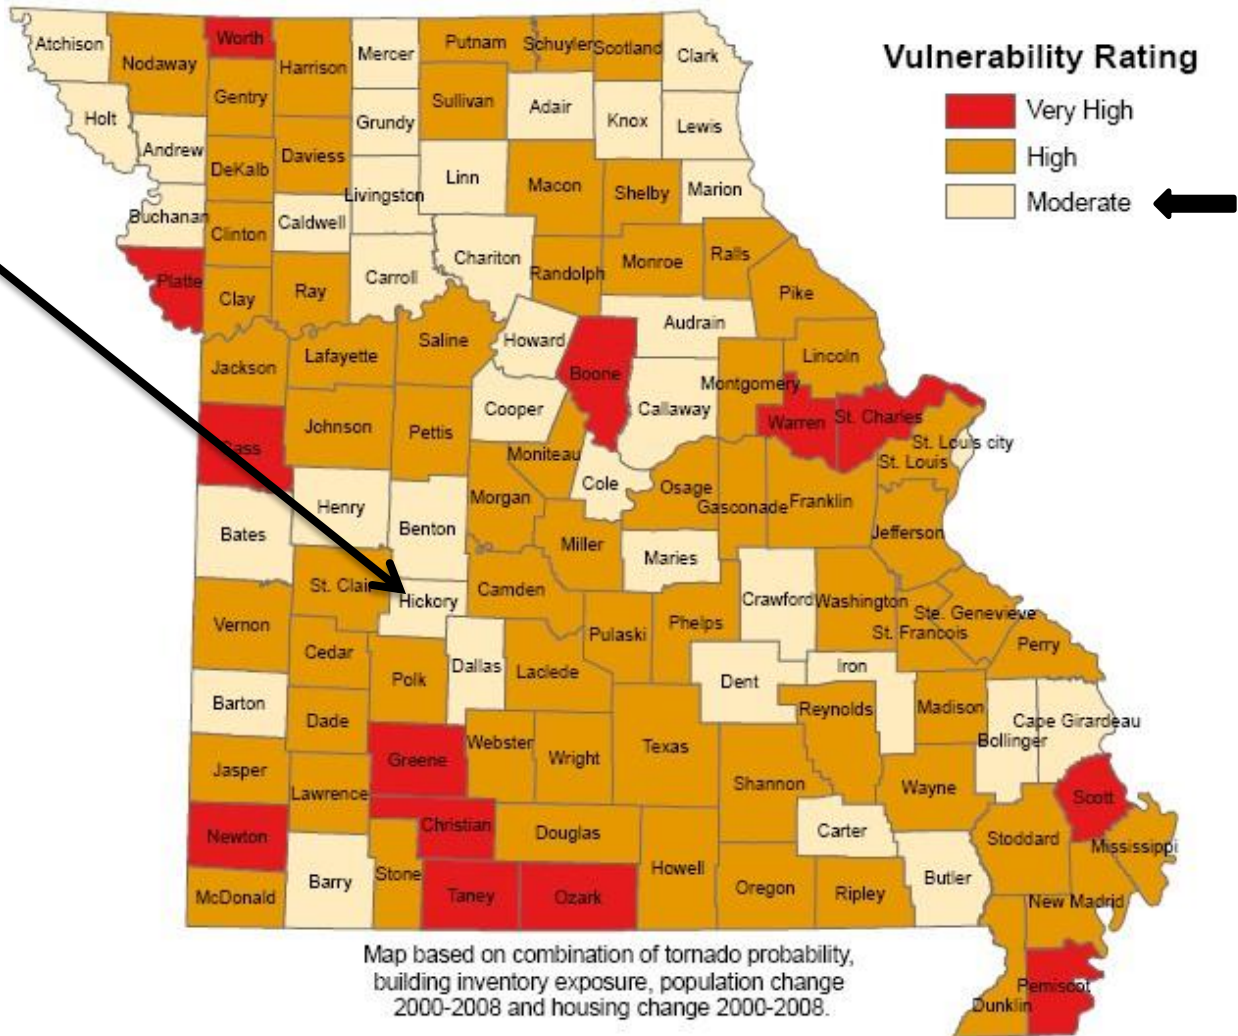 Vulnerability Rating
Very High
High
Moderate
Atchison
Nodaway
Worth
Harrison
Mercer
Putnam
Schuyler
Scotland
Clark
Gentry
Sullivan
Adair
Knox
Lewis
Holt
Andrew
DeKalb
Daviess
Grundy
Linn
Macon
Shelby
Marion
Livingston
Buchanan
Clinton
Caldwell
Chariton
Randolph
Monroe
Ralls
Platte
Clay
Ray
Carroll
Pike
Saline
Howard
Audrain
Lincoln
Jackson
Lafayette
Boone
Montgomery
Cooper
Callaway
Warren
St. Charles
Cass
Johnson
Pettis
Moniteau
St. Louis city
St. Louis
Cole
Osage
Gasconade
Franklin
Henry
Morgan
Bates
Benton
Miller
Maries
Jefferson
St. Clair
Hickory
Camden
Crawford
Washington
Ste. Genevieve
St. Francois
Vernon
Pulaski
Phelps
Perry
Cedar
Dallas
Laclede
Iron
Polk
Dent
Barton
Dade
Reynolds
Madison
Cape Girardeau
Bollinger
Webster
Texas
Greene
Wright
Jasper
Shannon
Wayne
Lawrence
Scott
Newton
Christian
Douglas
Carter
Stoddard
Mississippi
Barry
Stone
Howell
Butler
McDonald
Taney
Ozark
Oregon
Ripley
New Madrid
Pemiscot
Dunklin
Map based on combination of tornado probability,
building inventory exposure, population change
2000-2008 and housing change 2000-2008.